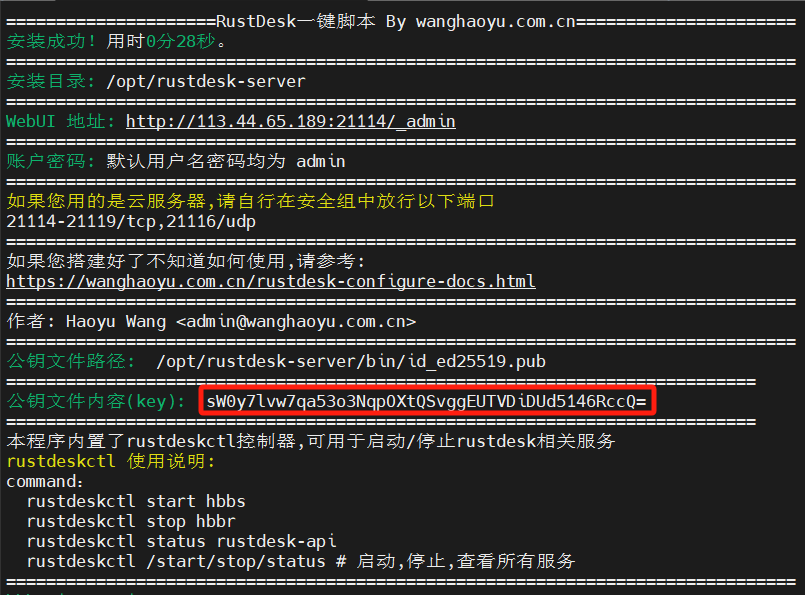 =====================RustDesk一键脚本 By wanghaoyu.com.cn======================
安装成功! 用时0分28秒。
===============================================================================
安装目录: /opt/rustdesk-server
===============================================================================
WebUI 地址: http://113.44.65.189:21114/_admin
===============================================================================
账户密码: 默认用户名密码均为 admin
===============================================================================
如果您用的是云服务器,请自行在安全组中放行以下端口
21114-21119/tcp,21116/udp
===============================================================================
如果您搭建好了不知道如何使用,请参考:
https://wanghaoyu.com.cn/rustdesk-configure-docs.html
===============================================================================
作者: Haoyu Wang <admin@wanghaoyu.com.cn>
===============================================================================
公钥文件路径:  /opt/rustdesk-server/bin/id_ed25519.pub
===========================================================================
公钥文件内容(key): sW0y7lvw7qa53o3NqpOXtQSvggEUTVDiDUd5146RccQ=
===========================================================================
本程序内置了rustdeskctl控制器,可用于启动/停止rustdesk相关服务
rustdeskctl 使用说明:
command:
  rustdeskctl start hbbs
  rustdeskctl stop hbbr
  rustdeskctl status rustdesk-api
  rustdeskctl /start/stop/status # 启动,停止,查看所有服务
===============================================================================